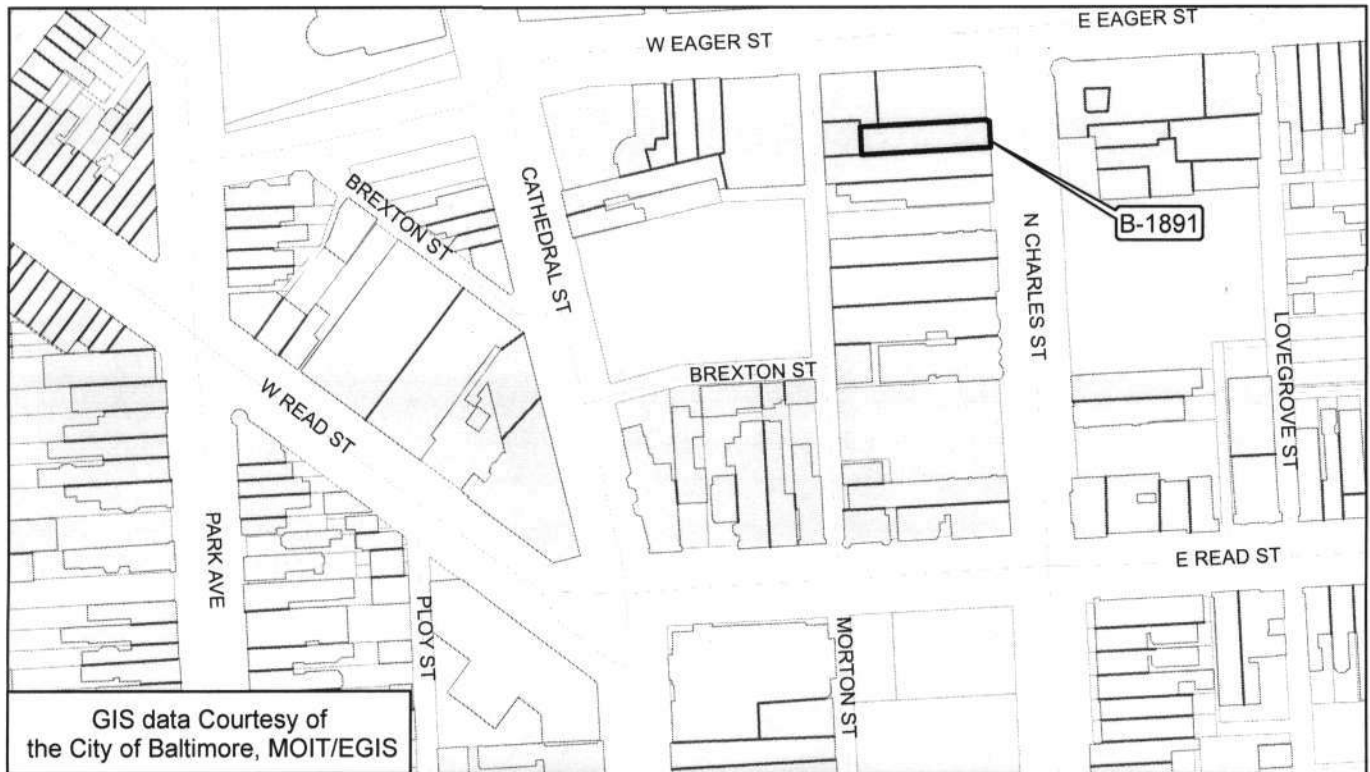 E EAGER ST
W EAGER ST
BREXTON ST
CATHEDRAL ST
N CHARLES ST
B-1891
LOVEGROVE ST
BREXTON ST
W READ ST
PARK AVE
PLOY ST
E READ ST
MORTON ST
GIS data Courtesy of
the City of Baltimore, MOIT/EGIS